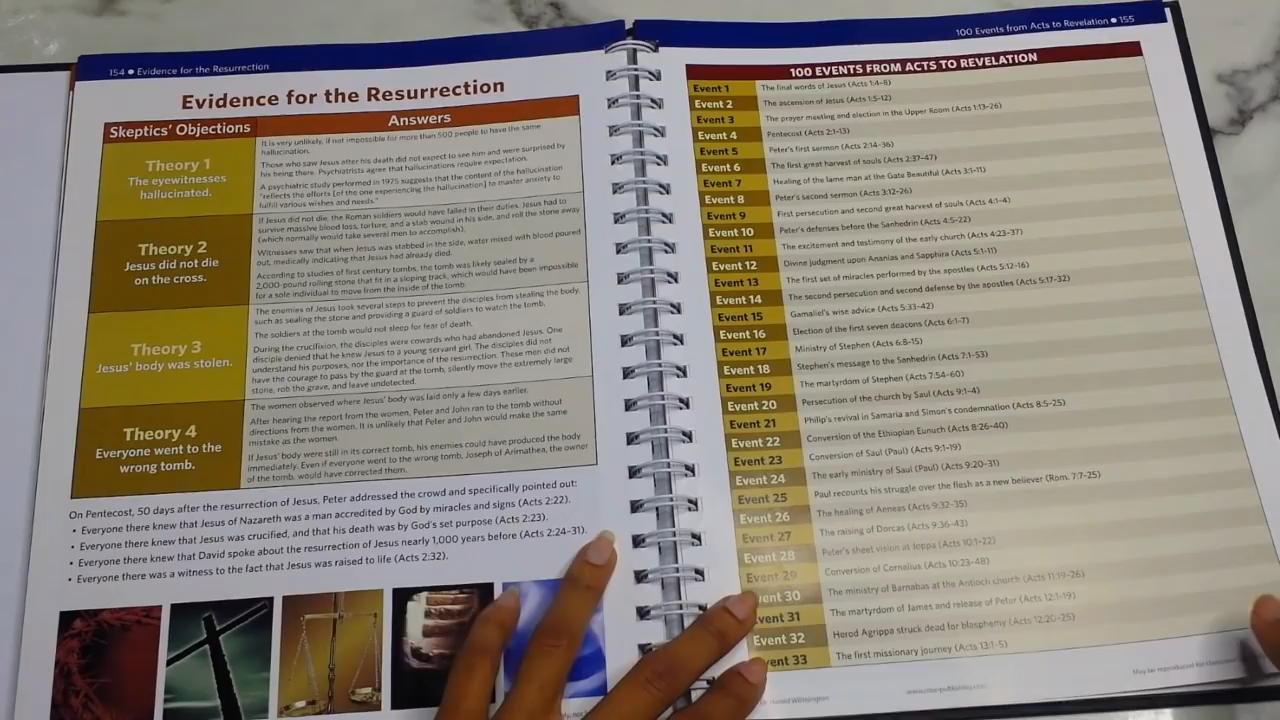 154 ● Evidence for the Resurrection
Evidence for the Resurrection
Skeptics' Objections
Answers
Theory 1
The eyewitnesses
hallucinated.
It is very unlikely, if not impossible for more than 500 people to have the same
hallucination.
Those who saw Jesus after his death did not expect to see him and were surprised by
his being there. Psychiatrists agree that hallucinations require expectation.
A psychiatric study performed in 1975 suggests that the content of the hallucination
"reflects the efforts [of the one experiencing the hallucination] to master anxiety to
fulfill various wishes and needs."
Theory 2
Jesus did not die
on the cross.
If Jesus did not die, the Roman soldiers would have failed in their duties. Jesus had to
survive massive blood loss, torture, and a stab wound in his side, and roll the stone away
(which normally would take several men to accomplish).
Witnesses saw that when Jesus was stabbed in the side, water mixed with blood poured
out, medically indicating that Jesus had already died.
According to studies of first century tombs, the tomb was likely sealed by a
2,000-pound rolling stone that fit in a sloping track, which would have been impossible
for a sole individual to move from the inside of the tomb.
Theory 3
Jesus' body was stolen.
The enemies of Jesus took several steps to prevent the disciples from stealing the body,
such as sealing the stone and providing a guard of soldiers to watch the tomb.
The soldiers at the tomb would not sleep for fear of death.
During the crucifixion, the disciples were cowards who had abandoned Jesus. One
disciple denied that he knew Jesus to a young servant girl. The disciples did not
understand his purposes, nor the importance of the resurrection. These men did not
have the courage to pass by the guard at the tomb, silently move the extremely large
stone, rob the grave, and leave undetected.
Theory 4
Everyone went to the
wrong tomb.
The women observed where Jesus' body was laid only a few days earlier.
After hearing the report from the women, Peter and John ran to the tomb without
directions from the women. It is unlikely that Peter and John would make the same
mistake as the women.
If Jesus' body were still in its correct tomb, his enemies could have produced the body
immediately. Even if everyone went to the wrong tomb, Joseph of Arimathea, the owner
of the tomb, would have corrected them.
On Pentecost, 50 days after the resurrection of Jesus, Peter addressed the crowd and specifically pointed out:
• Everyone there knew that Jesus of Nazareth was a man accredited by God by miracles and signs (Acts 2:22).
• Everyone there knew that Jesus was crucified, and that his death was by God's set purpose (Acts 2:23).
• Everyone there knew that David spoke about the resurrection of Jesus nearly 1,000 years before (Acts 2:24–31).
• Everyone there was a witness to the fact that Jesus was raised to life (Acts 2:32).
100 Events from Acts to Revelation ● 155
100 EVENTS FROM ACTS TO REVELATION
Event 1 The final words of Jesus (Acts 1:4–8)
Event 2 The ascension of Jesus (Acts 1:5-12)
Event 3 The prayer meeting and election in the Upper Room (Acts 1:13–26)
Event 4 Pentecost (Acts 2:1-13)
Event 5 Peter's first sermon (Acts 2:14–36)
Event 6 The first great harvest of souls (Acts 2:37–47)
Event 7 Healing of the lame man at the Gate Beautiful (Acts 3:1-11)
Event 8 Peter's second sermon (Acts 3:12–26)
Event 9 First persecution and second great harvest of souls (Acts 4:1–4)
Event 10 Peter's defenses before the Sanhedrin (Acts 4:5–22)
Event 11 The excitement and testimony of the early church (Acts 4:23–37)
Event 12 Divine judgment upon Ananias and Sapphira (Acts 5:1–11)
Event 13 The first set of miracles performed by the apostles (Acts 5:12–16)
Event 14 The second persecution and second defense by the apostles (Acts 5:17–32)
Event 15 Gamaliel's wise advice (Acts 5:33–42)
Event 16 Election of the first seven deacons (Acts 6:1–7)
Event 17 Ministry of Stephen (Acts 6:8–15)
Event 18 Stephen's message to the Sanhedrin (Acts 7:1–53)
Event 19 The martyrdom of Stephen (Acts 7:54–60)
Event 20 Persecution of the church by Saul (Acts 9:1–4)
Event 21 Philip's revival in Samaria and Simon's condemnation (Acts 8:5–25)
Event 22 Conversion of the Ethiopian Eunuch (Acts 8:26–40)
Event 23 Conversion of Saul (Paul) (Acts 9:1–19)
Event 24 The early ministry of Saul (Paul) (Acts 9:20–31)
Event 25 Paul recounts his struggle over the flesh as a new believer (Rom. 7:7–25)
Event 26 The healing of Aeneas (Acts 9:32–35)
Event 27 The raising of Dorcas (Acts 9:36–43)
Event 28 Peter's sheet vision at Joppa (Acts 10:1–22)
Event 29 Conversion of Cornelius (Acts 10:23–48)
vent 30 The ministry of Barnabas at the Antioch church (Acts 11:19–26)
vent 31 The martyrdom of James and release of Peter (Acts 12:1–19)
Event 32 Herod Agrippa struck dead for blasphemy (Acts 12:20–25)
vent 33 The first missionary journey (Acts 13:1–5)
May be reproduced for classroom
Harold Willmington